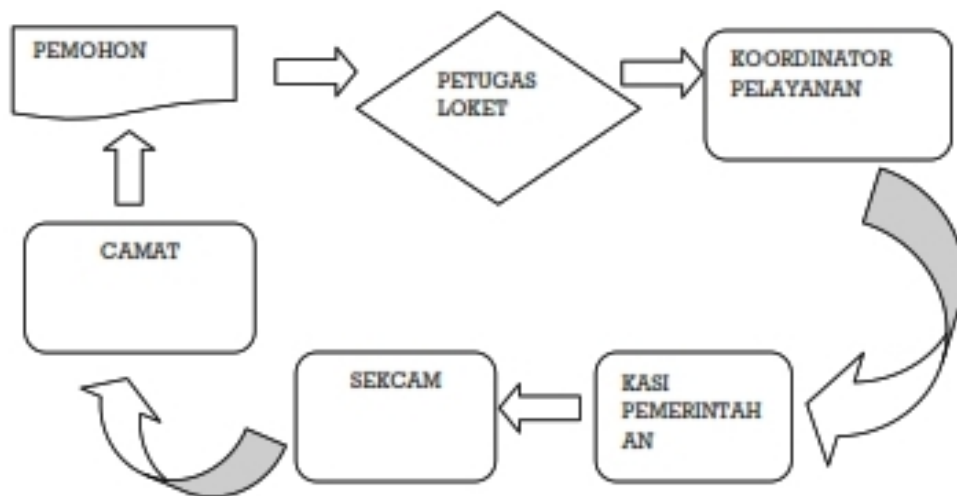 PEMOHON
PETUGAS
LOKET
KOORDINATOR
PELAYANAN
CAMAT
SEKCAM
KASI
PEMERINTAH
AN